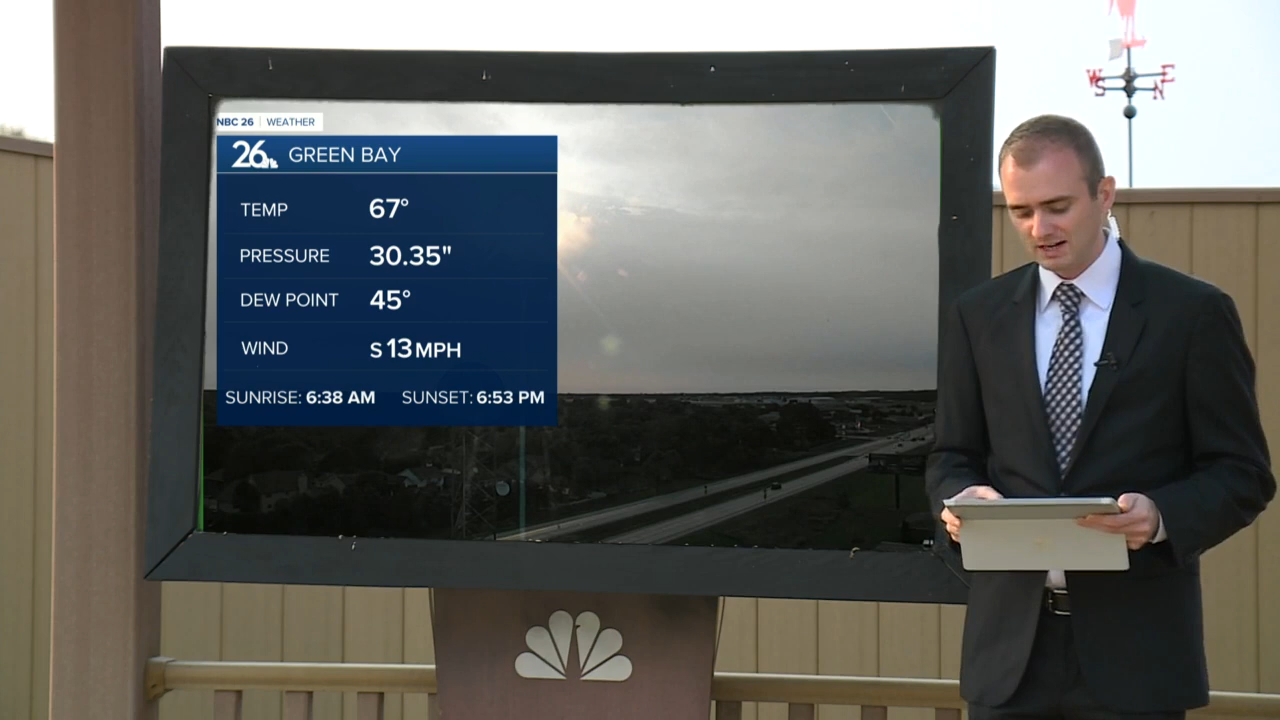 NBC 26 | WEATHER
26 GREEN BAY
TEMP 67°
PRESSURE 30.35"
DEW POINT 45°
WIND S 13 MPH
SUNRISE: 6:38 AM SUNSET: 6:53 PM
W S N E